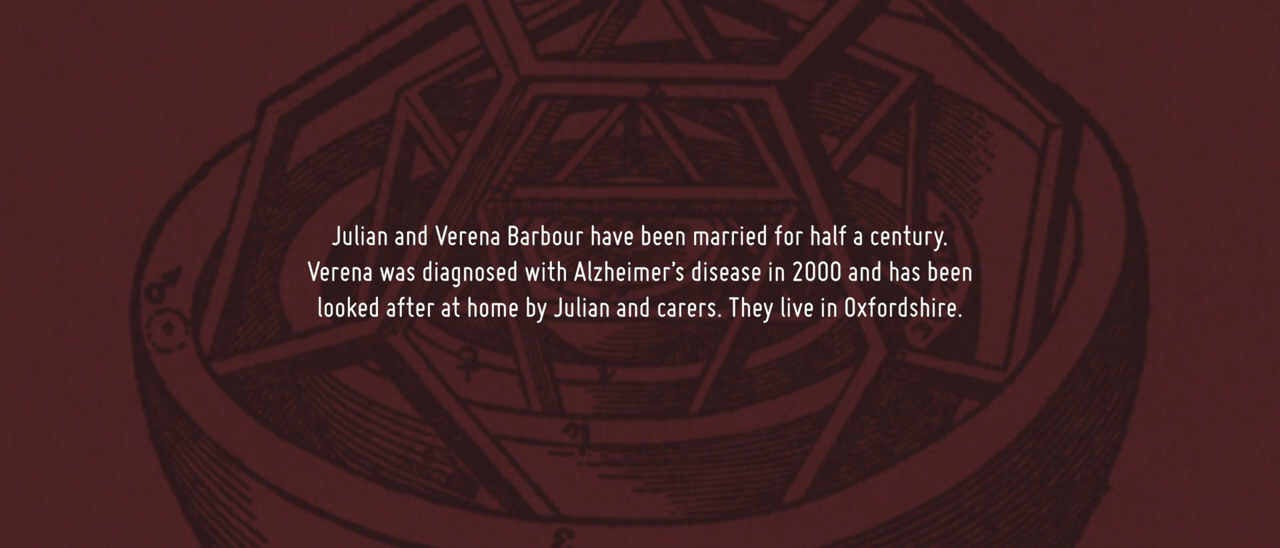 Julian and Verena Barbour have been married for half a century.
Verena was diagnosed with Alzheimer's disease in 2000 and has been
looked after at home by Julian and carers. They live in Oxfordshire.